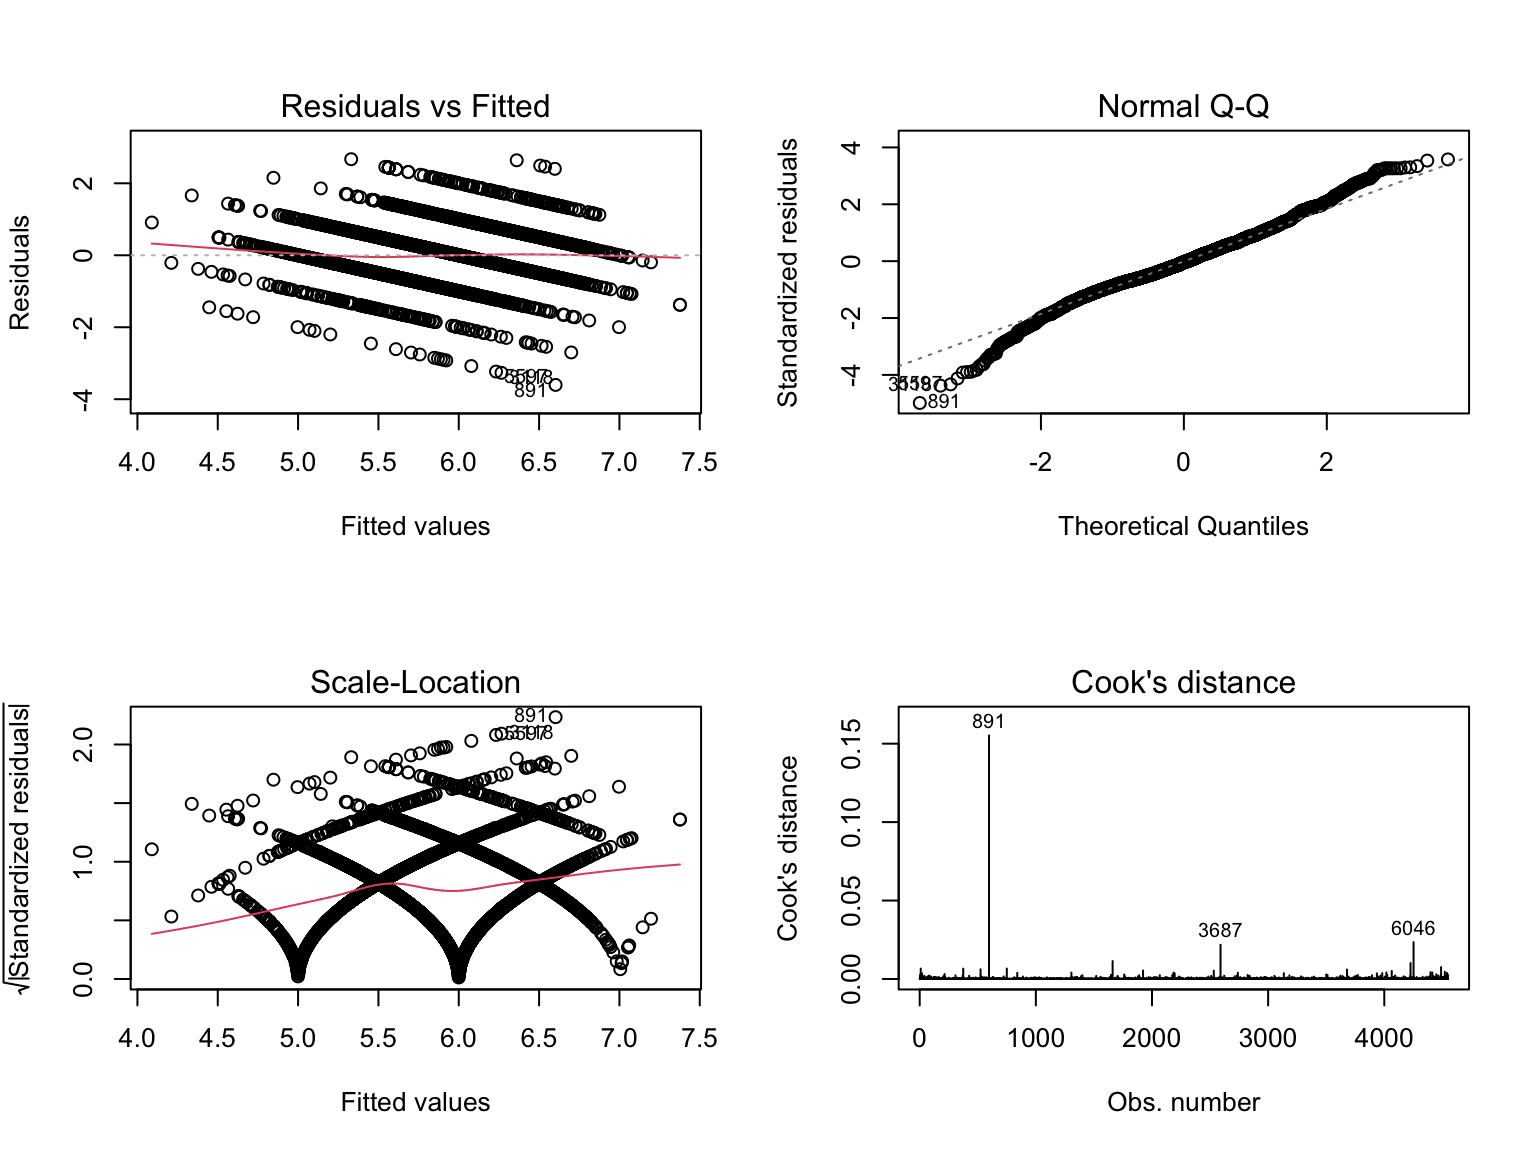 Residuals vs Fitted
Residuals
2
0
-2
-4
891
4.0 4.5 5.0 5.5 6.0 6.5 7.0 7.5
Fitted values
Normal Q-Q
Standardized residuals
4
2
0
-2
-4
891
-2 0 2
Theoretical Quantiles
Scale-Location
√|Standardized residuals|
2.0
1.0
0.0
891
4.0 4.5 5.0 5.5 6.0 6.5 7.0 7.5
Fitted values
Cook's distance
Cook's distance
0.15
0.10
0.05
0.00
891
3687
6046
0 1000 2000 3000 4000
Obs. number